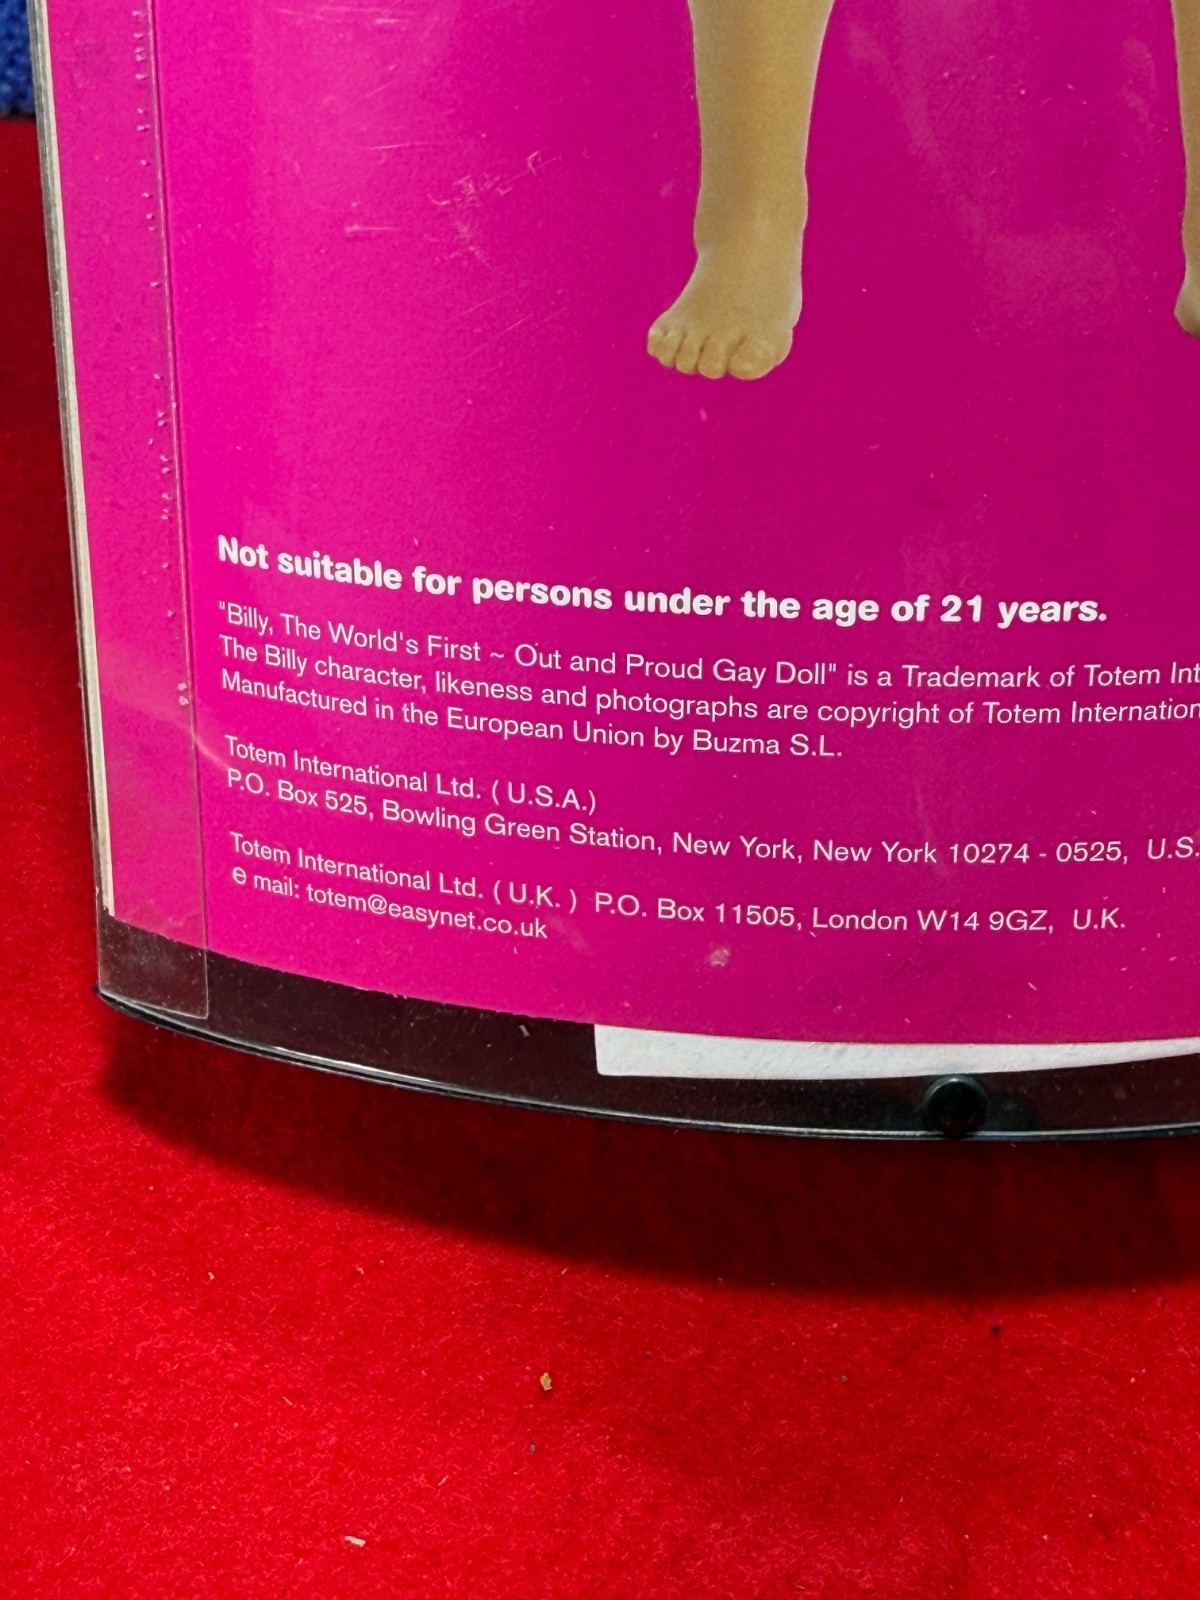 Not suitable for persons under the age of 21 years.
"Billy, The World's First ~ Out and Proud Gay Doll" is a Trademark of Totem Int
The Billy character, likeness and photographs are copyright of Totem Internation
Manufactured in the European Union by Buzma S.L.
Totem International Ltd. ( U.S.A.)
P.O. Box 525, Bowling Green Station, New York, New York 10274 - 0525, U.S.
Totem International Ltd. ( U.K. ) P.O. Box 11505, London W14 9GZ, U.K.
e mail: totem@easynet.co.uk